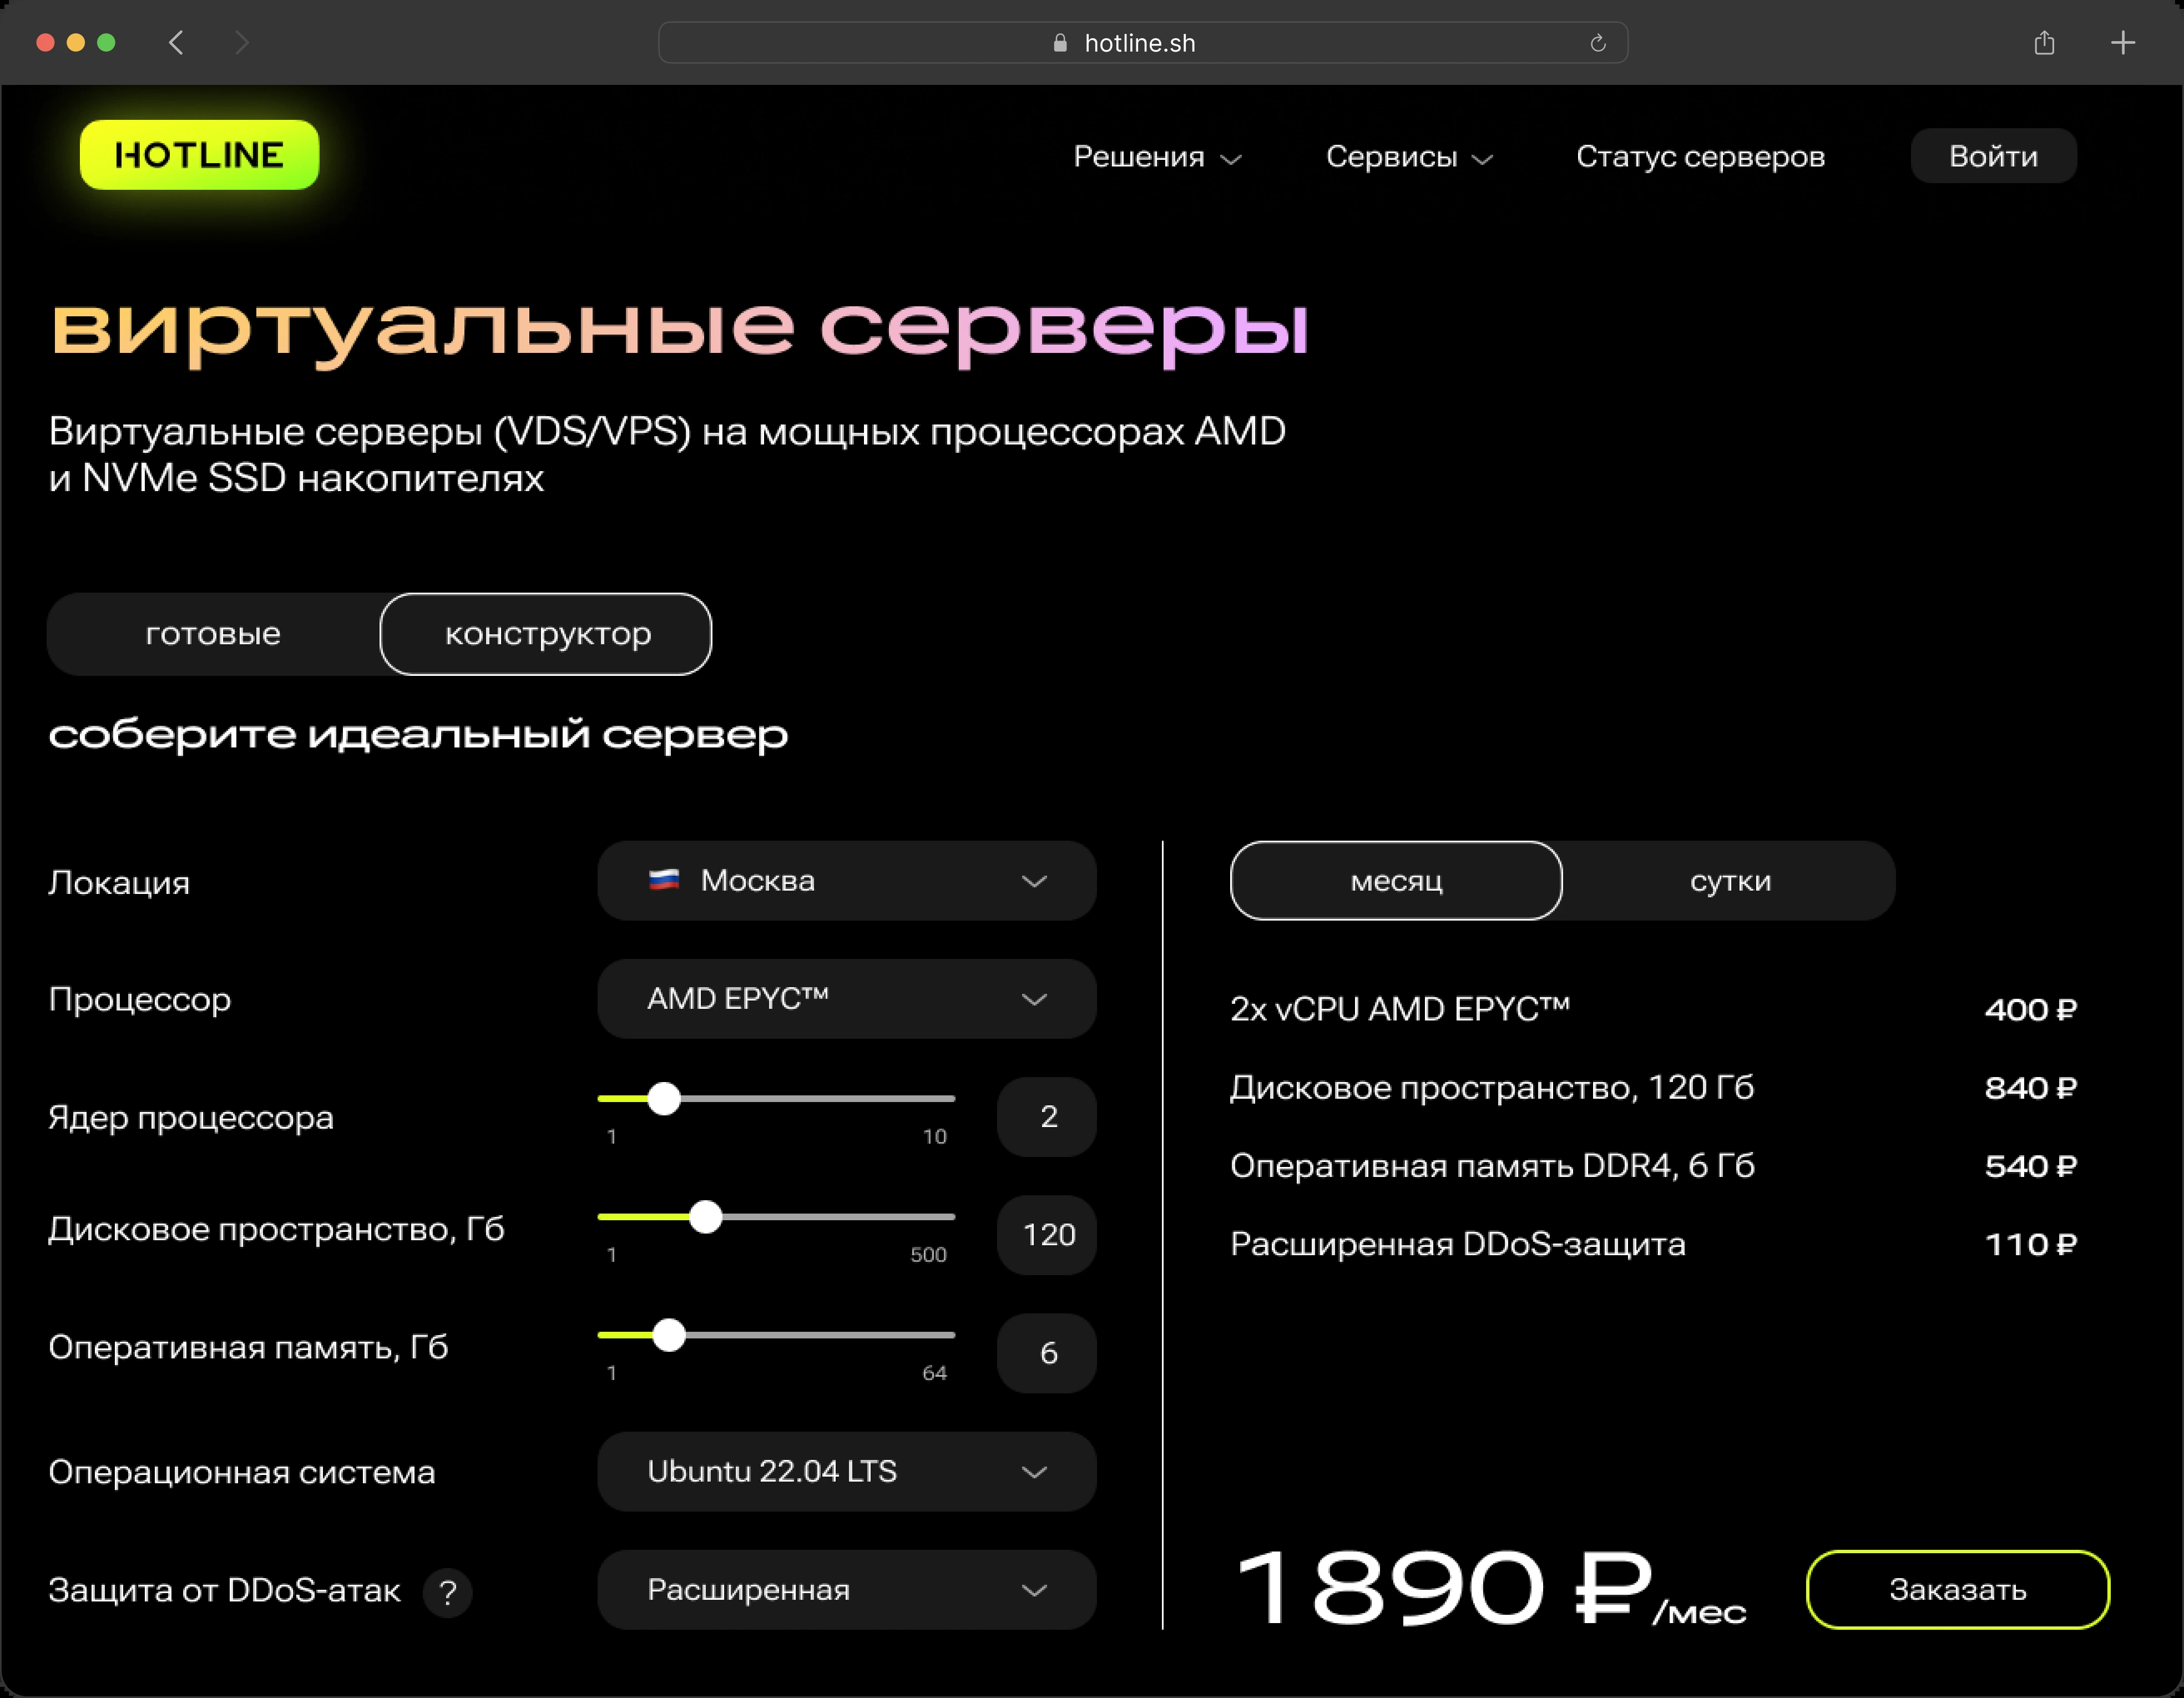 hotline.sh
HOTLINE
Решения
Сервисы
Статус серверов
Войти
виртуальные серверы
Виртуальные серверы (VDS/VPS) на мощных процессорах AMD
и NVMe SSD накопителях
готовые
конструктор
соберите идеальный сервер
Локация
Москва
Процессор
AMD EPYC™
Ядер процессора
1
10
2
Дисковое пространство, Гб
1
500
120
Оперативная память, Гб
1
64
6
Операционная система
Ubuntu 22.04 LTS
Защита от DDoS-атак ?
Расширенная
месяц
сутки
2x vCPU AMD EPYC™ 400 ₽
Дисковое пространство, 120 Гб 840 ₽
Оперативная память DDR4, 6 Гб 540 ₽
Расширенная DDoS-защита 110 ₽
1 890 ₽/мес
Заказать